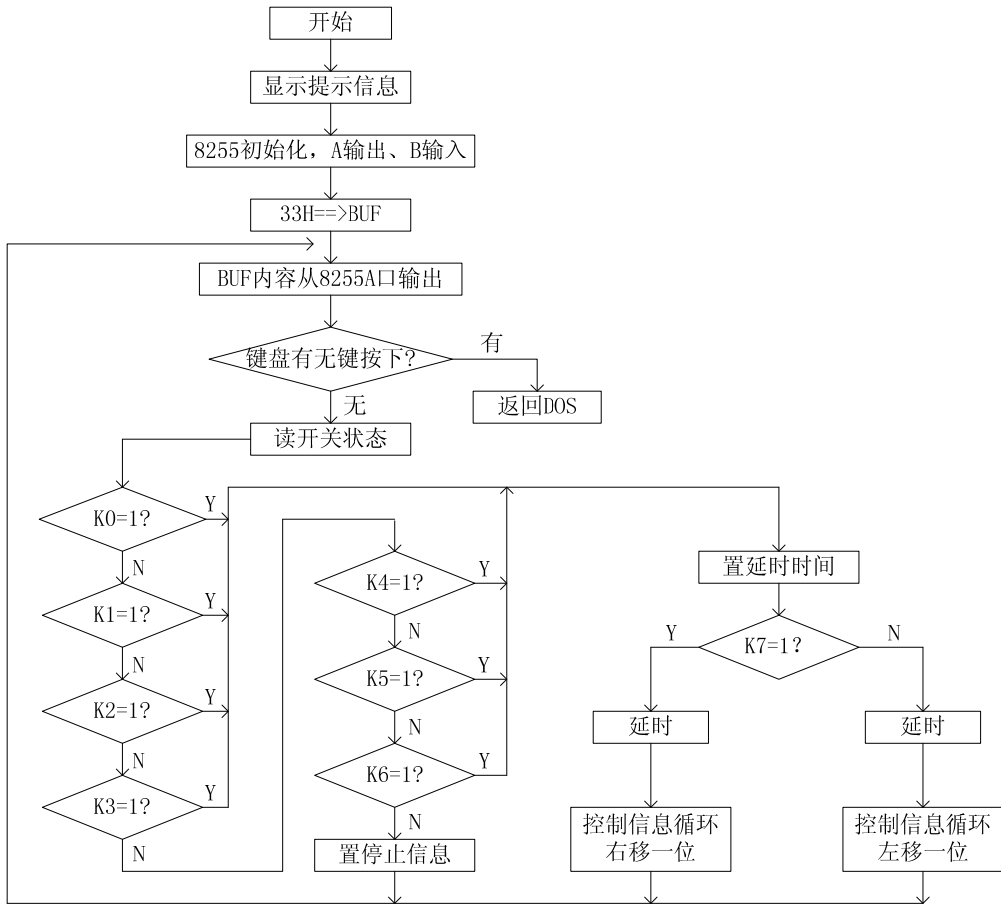 开始
显示提示信息
8255初始化，A输出、B输入
33H==>BUF
BUF内容从8255A口输出
键盘有无键按下?
有
返回DOS
无
读开关状态
K0=1?
Y
N
K1=1?
Y
N
K2=1?
Y
N
K3=1?
Y
N
K4=1?
Y
N
K5=1?
Y
N
K6=1?
Y
N
置停止信息
置延时时间
K7=1?
Y
N
延时
延时
控制信息循环
右移一位
控制信息循环
左移一位